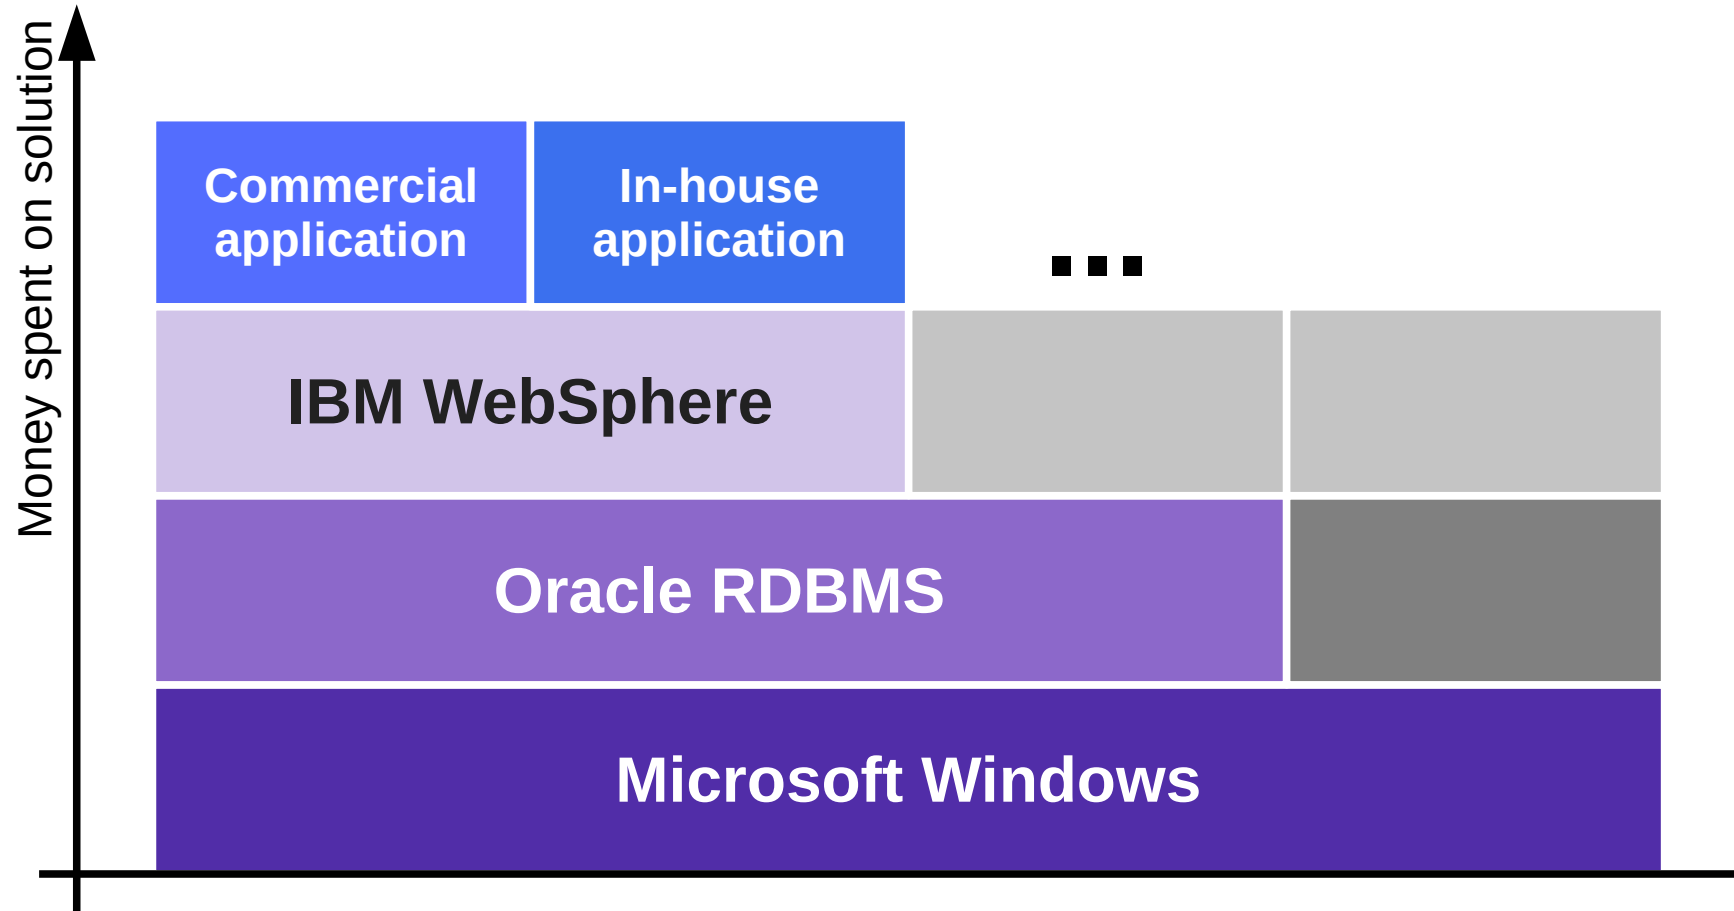 Money spent on solution
Commercial
application
In-house
application
...
IBM WebSphere
Oracle RDBMS
Microsoft Windows